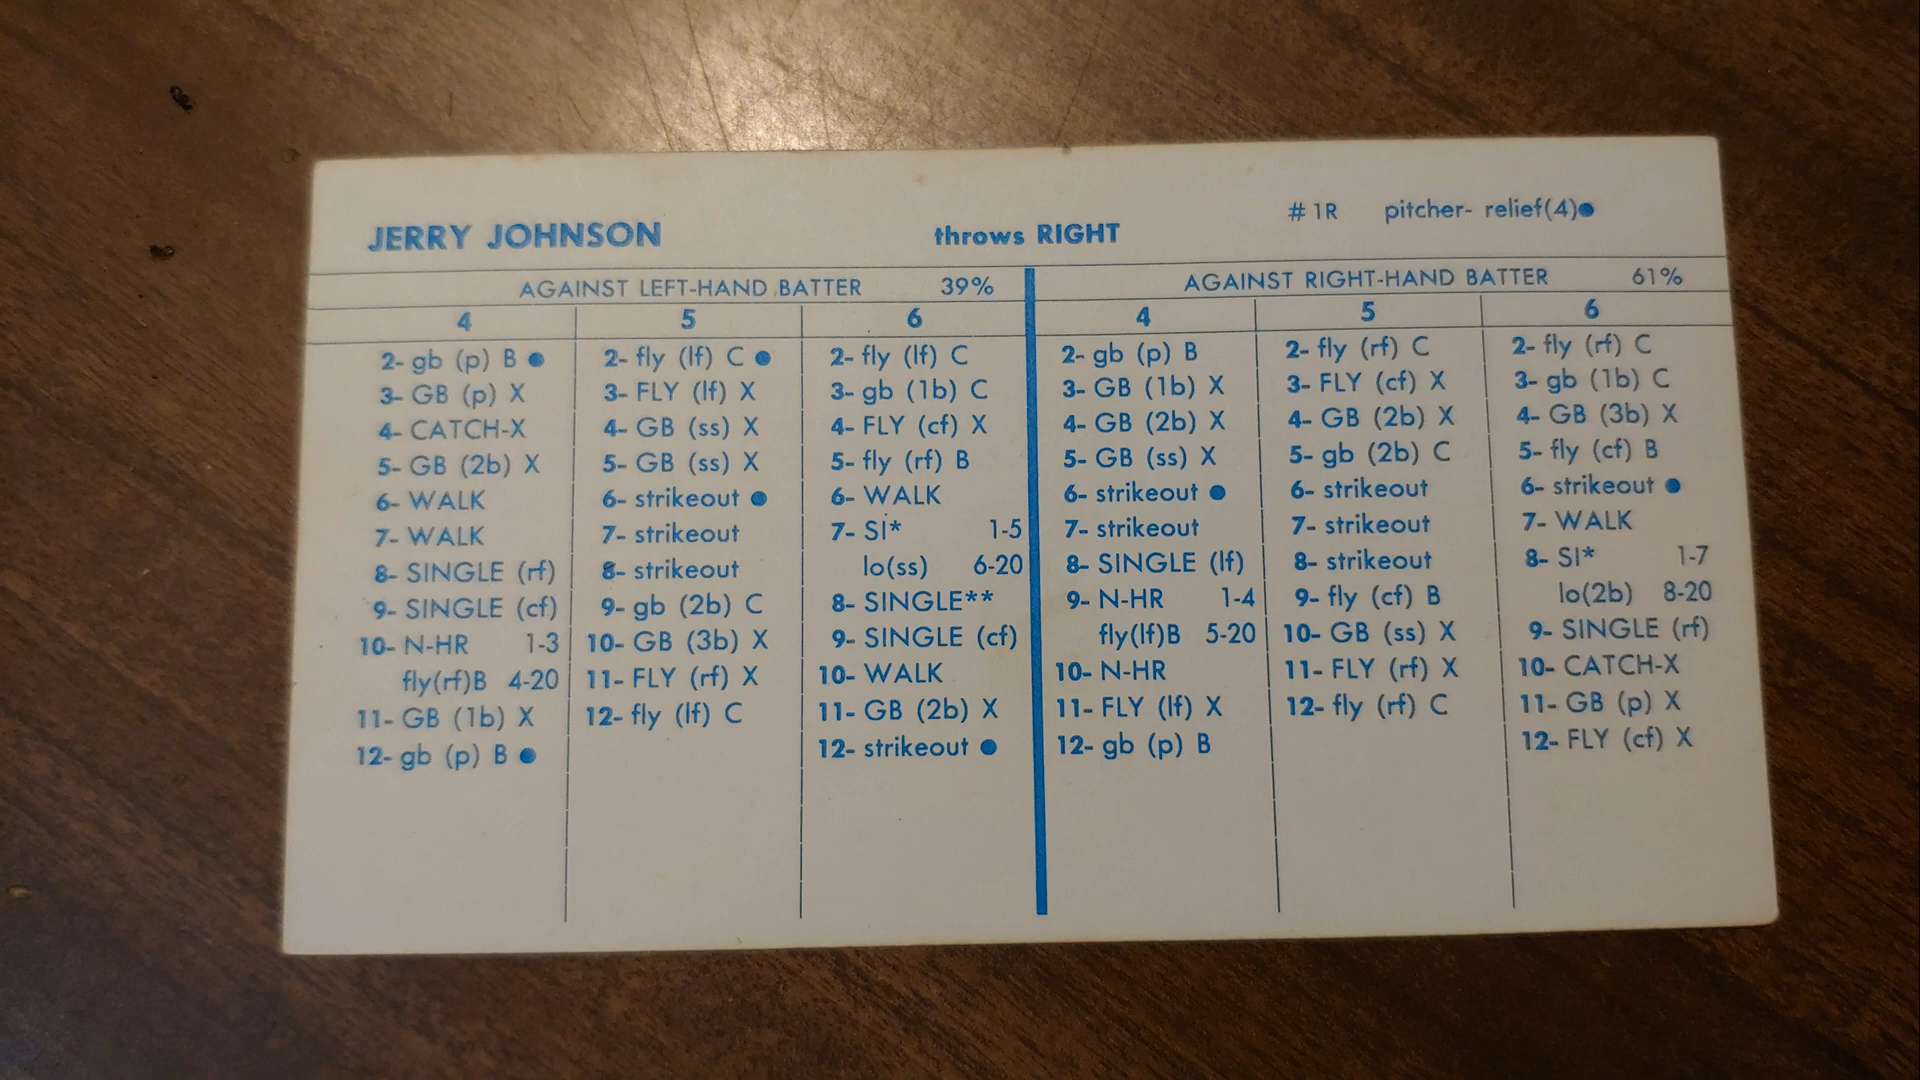 # 1R pitcher- relief(4)●
JERRY JOHNSON throws RIGHT
AGAINST LEFT-HAND BATTER 39% AGAINST RIGHT-HAND BATTER 61%
4 5 6 4 5 6
2- gb (p) B ●
3- GB (p) X
4- CATCH-X
5- GB (2b) X
6- WALK
7- WALK
8- SINGLE (rf)
9- SINGLE (cf)
10- N-HR 1-3
fly(rf)B 4-20
11- GB (1b) X
12- gb (p) B ●
2- fly (lf) C ●
3- FLY (lf) X
4- GB (ss) X
5- GB (ss) X
6- strikeout ●
7- strikeout
8- strikeout
9- gb (2b) C
10- GB (3b) X
11- FLY (rf) X
12- fly (lf) C
2- fly (lf) C
3- gb (1b) C
4- FLY (cf) X
5- fly (rf) B
6- WALK
7- SI* 1-5
lo(ss) 6-20
8- SINGLE**
9- SINGLE (cf)
10- WALK
11- GB (2b) X
12- strikeout ●
2- gb (p) B
3- GB (1b) X
4- GB (2b) X
5- GB (ss) X
6- strikeout ●
7- strikeout
8- SINGLE (lf)
9- N-HR 1-4
fly(lf)B 5-20
10- N-HR
11- FLY (lf) X
12- gb (p) B
2- fly (rf) C
3- FLY (cf) X
4- GB (2b) X
5- gb (2b) C
6- strikeout
7- strikeout
8- strikeout
9- fly (cf) B
10- GB (ss) X
11- FLY (rf) X
12- fly (rf) C
2- fly (rf) C
3- gb (1b) C
4- GB (3b) X
5- fly (cf) B
6- strikeout ●
7- WALK
8- SI* 1-7
lo(2b) 8-20
9- SINGLE (rf)
10- CATCH-X
11- GB (p) X
12- FLY (cf) X